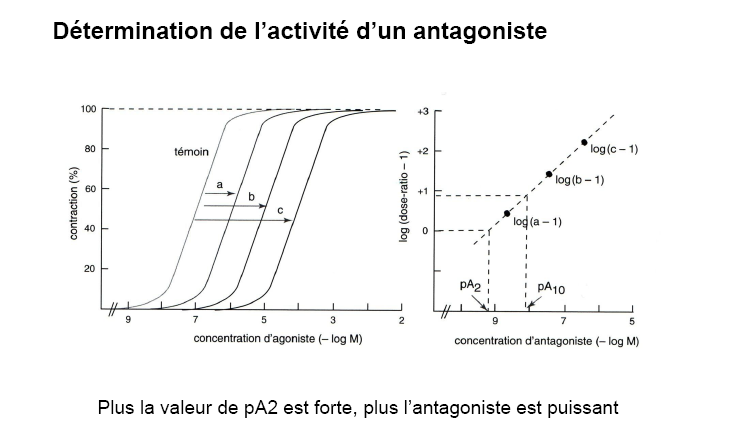 Détermination de l’activité d’un antagoniste
100
80
60
40
20
contraction (%)
témoin
a
b
c
9
7
5
3
2
concentration d'agoniste (– log M)
+3
+2
+1
0
log (dose-ratio – 1)
log (c – 1)
log (b – 1)
log (a – 1)
pA2
pA10
9
7
5
concentration d'antagoniste (– log M)
Plus la valeur de pA2 est forte, plus l’antagoniste est puissant